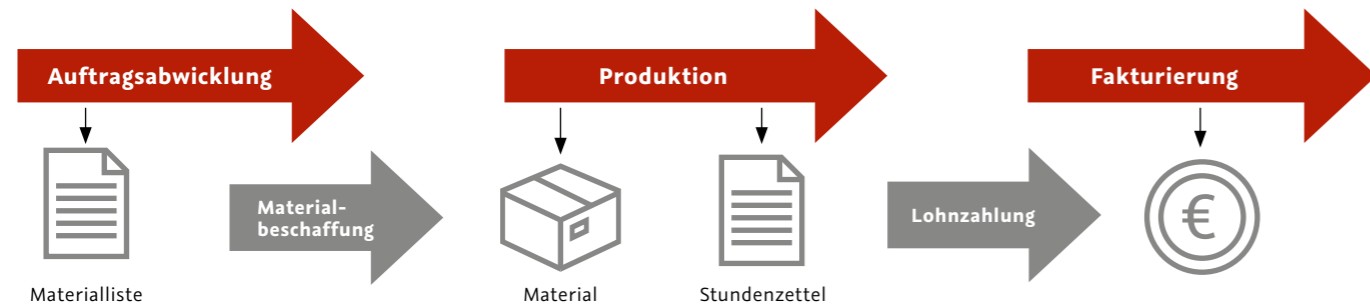 Auftragsabwicklung
Produktion
Fakturierung
Material-
beschaffung
Lohnzahlung
€
Materialliste
Material
Stundenzettel